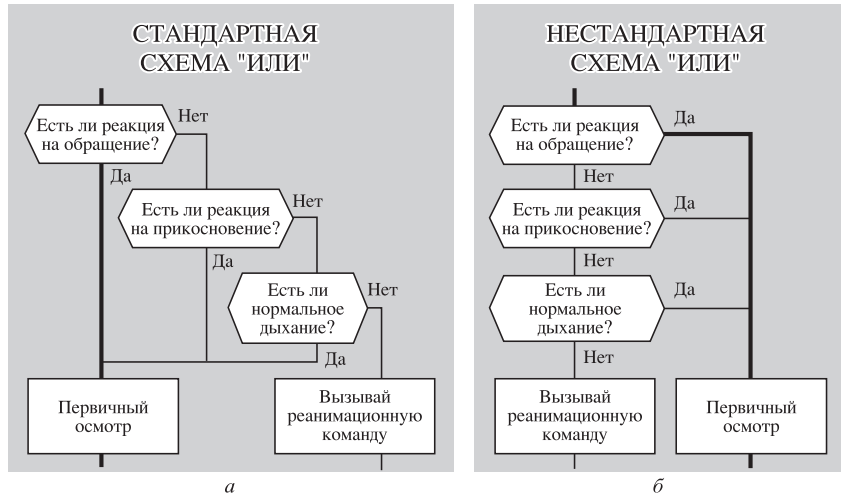 СТАНДАРТНАЯ
СХЕМА "ИЛИ"
Есть ли реакция
на обращение?
Нет
Да
Есть ли реакция
на прикосновение?
Нет
Да
Есть ли
нормальное
дыхание?
Нет
Да
Первичный
осмотр
Вызывай
реанимационную
команду
а
НЕСТАНДАРТНАЯ
СХЕМА "ИЛИ"
Есть ли реакция
на обращение?
Да
Нет
Есть ли реакция
на прикосновение?
Да
Нет
Есть ли
нормальное
дыхание?
Да
Нет
Вызывай
реанимационную
команду
Первичный
осмотр
б